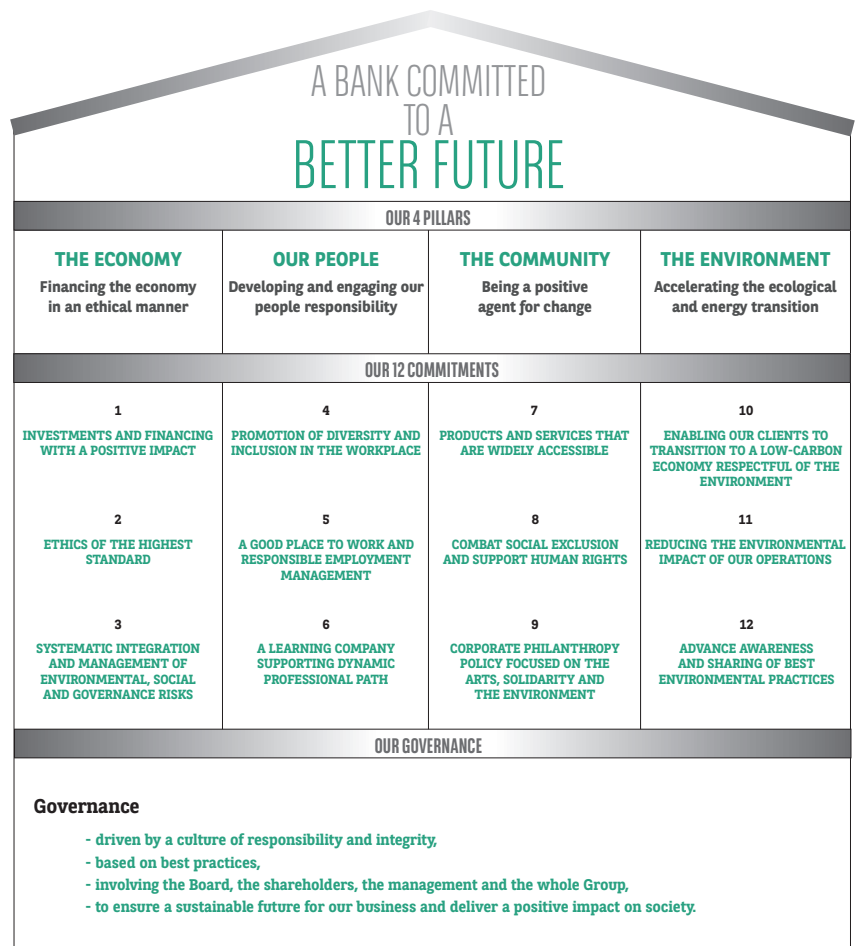 A BANK COMMITTED
TO A
BETTER FUTURE
OUR 4 PILLARS
THE ECONOMY
Financing the economy
in an ethical manner
OUR PEOPLE
Developing and engaging our
people responsibility
THE COMMUNITY
Being a positive
agent for change
THE ENVIRONMENT
Accelerating the ecological
and energy transition
OUR 12 COMMITMENTS
1
INVESTMENTS AND FINANCING
WITH A POSITIVE IMPACT
2
ETHICS OF THE HIGHEST
STANDARD
3
SYSTEMATIC INTEGRATION
AND MANAGEMENT OF
ENVIRONMENTAL, SOCIAL
AND GOVERNANCE RISKS
4
PROMOTION OF DIVERSITY AND
INCLUSION IN THE WORKPLACE
5
A GOOD PLACE TO WORK AND
RESPONSIBLE EMPLOYMENT
MANAGEMENT
6
A LEARNING COMPANY
SUPPORTING DYNAMIC
PROFESSIONAL PATH
7
PRODUCTS AND SERVICES THAT
ARE WIDELY ACCESSIBLE
8
COMBAT SOCIAL EXCLUSION
AND SUPPORT HUMAN RIGHTS
9
CORPORATE PHILANTHROPY
POLICY FOCUSED ON THE
ARTS, SOLIDARITY AND
THE ENVIRONMENT
10
ENABLING OUR CLIENTS TO
TRANSITION TO A LOW-CARBON
ECONOMY RESPECTFUL OF THE
ENVIRONMENT
11
REDUCING THE ENVIRONMENTAL
IMPACT OF OUR OPERATIONS
12
ADVANCE AWARENESS
AND SHARING OF BEST
ENVIRONMENTAL PRACTICES
OUR GOVERNANCE
Governance
- driven by a culture of responsibility and integrity,
- based on best practices,
- involving the Board, the shareholders, the management and the whole Group,
- to ensure a sustainable future for our business and deliver a positive impact on society.